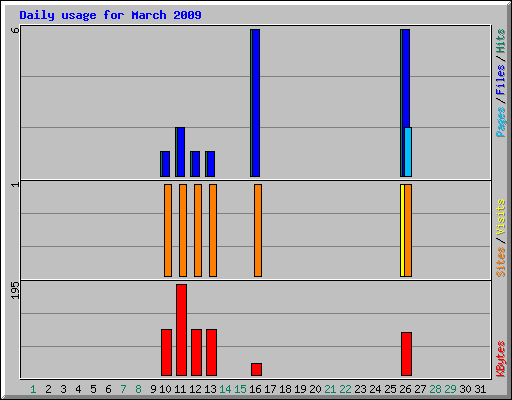 Daily usage for March 2009
6
Pages / Files / Hits
1
Sites / Visits
195
KBytes
1 2 3 4 5 6 7 8 9 10 11 12 13 14 15 16 17 18 19 20 21 22 23 24 25 26 27 28 29 30 31